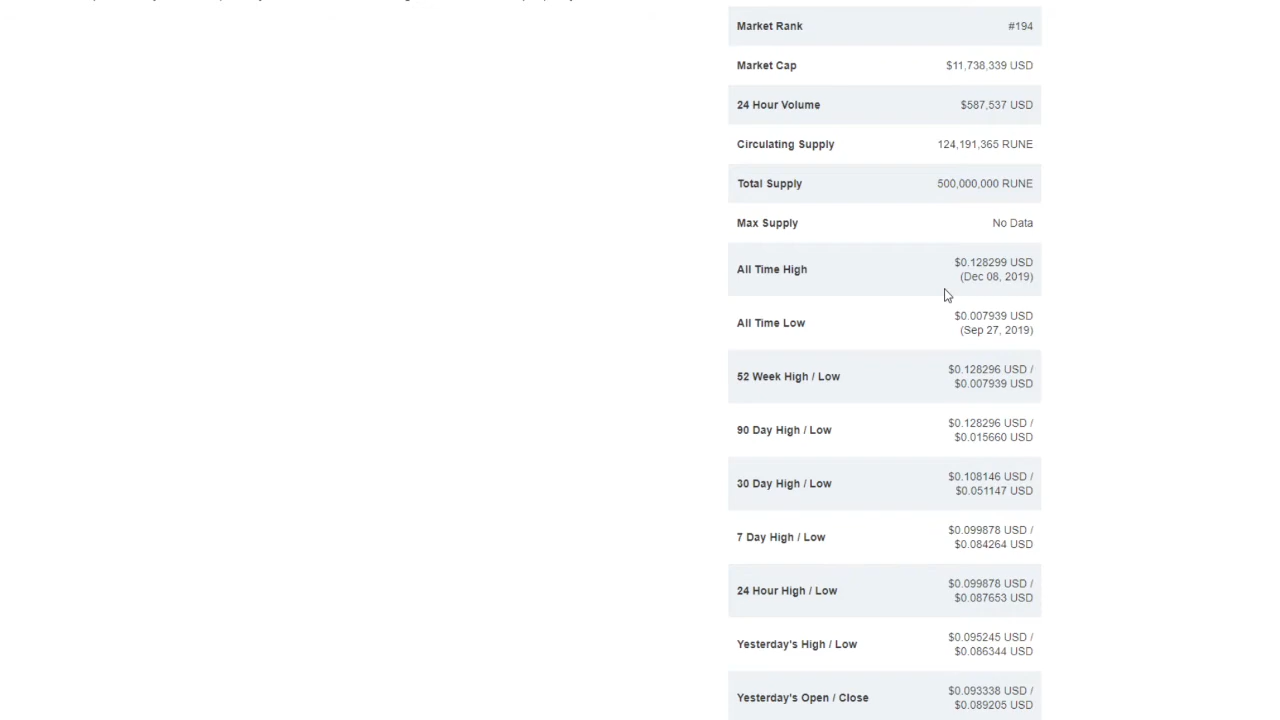 Market Rank #194
Market Cap $11,738,339 USD
24 Hour Volume $587,537 USD
Circulating Supply 124,191,365 RUNE
Total Supply 500,000,000 RUNE
Max Supply No Data
All Time High $0.128299 USD
(Dec 08, 2019)
All Time Low $0.007939 USD
(Sep 27, 2019)
52 Week High / Low $0.128296 USD /
$0.007939 USD
90 Day High / Low $0.128296 USD /
$0.015660 USD
30 Day High / Low $0.108146 USD /
$0.051147 USD
7 Day High / Low $0.099878 USD /
$0.084264 USD
24 Hour High / Low $0.099878 USD /
$0.087653 USD
Yesterday's High / Low $0.095245 USD /
$0.086344 USD
Yesterday's Open / Close $0.093338 USD /
$0.089205 USD